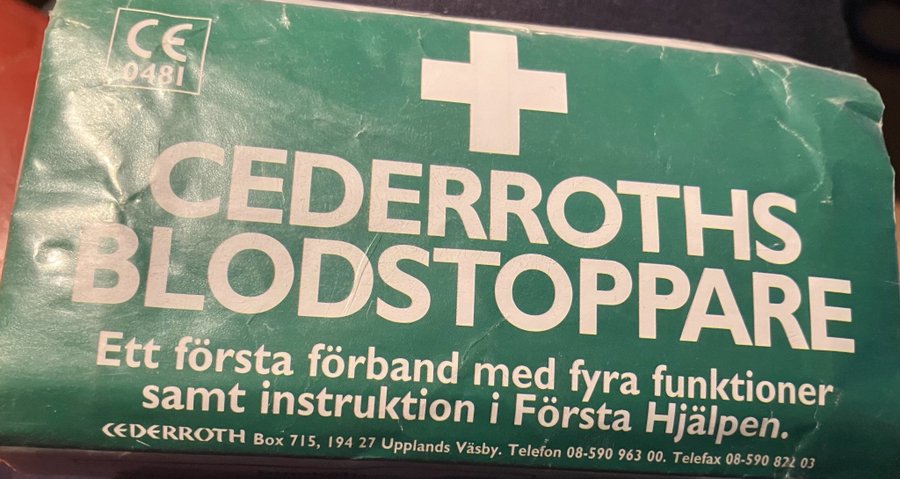 CE
0481
CEDERROTHS
BLODSTOPPARE
Ett första förband med fyra funktioner
samt instruktion i Första Hjälpen.
CEDERROTH Box 715, 194 27 Upplands Väsby. Telefon 08-590 963 00. Telefax 08-590 822 03